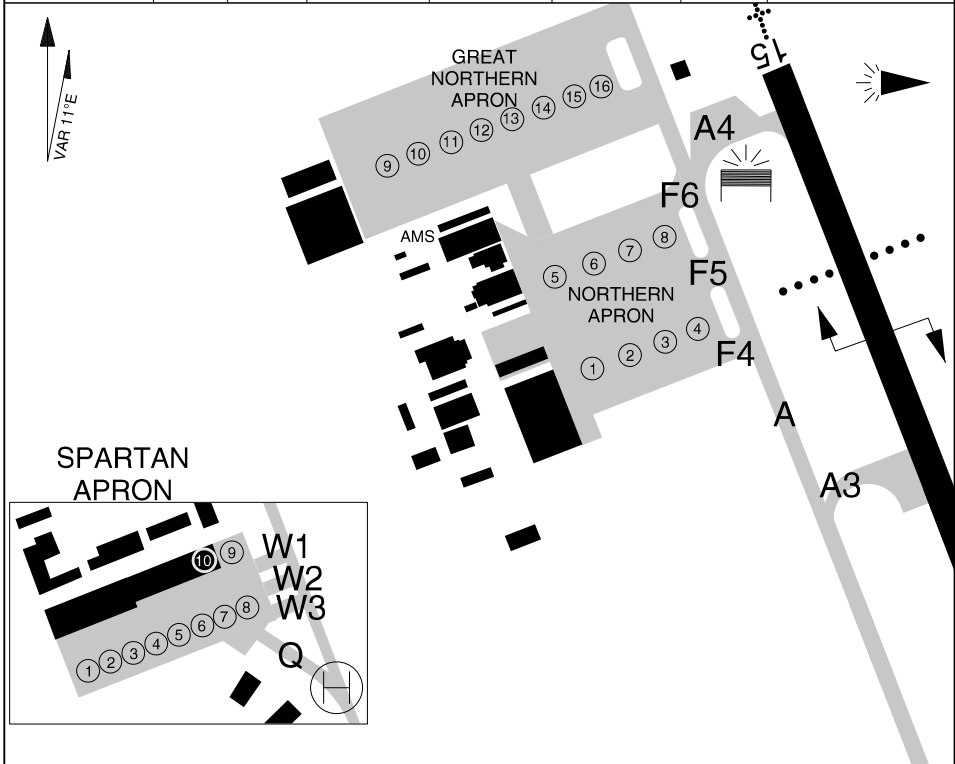 15
GREAT
NORTHERN
APRON
16
15
14
13
12
11
10
9
VAR 11°E
A4
F6
AMS
8
7
6
5
F5
NORTHERN
APRON
4
3
2
1
F4
A
A3
SPARTAN
APRON
W1
10
9
W2
W3
8
7
6
5
4
3
2
1
Q
H